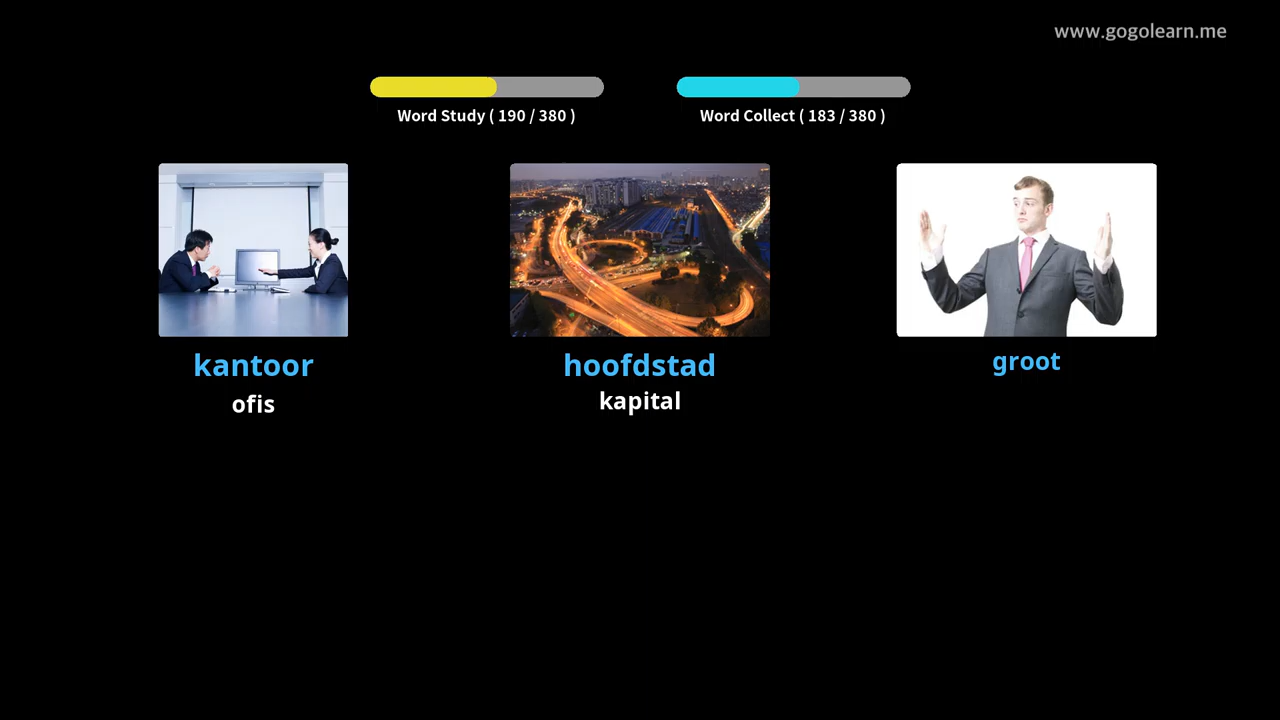 www.gogolearn.me
Word Study ( 190 / 380 )
Word Collect ( 183 / 380 )
kantoor
ofis
hoofdstad
kapital
groot